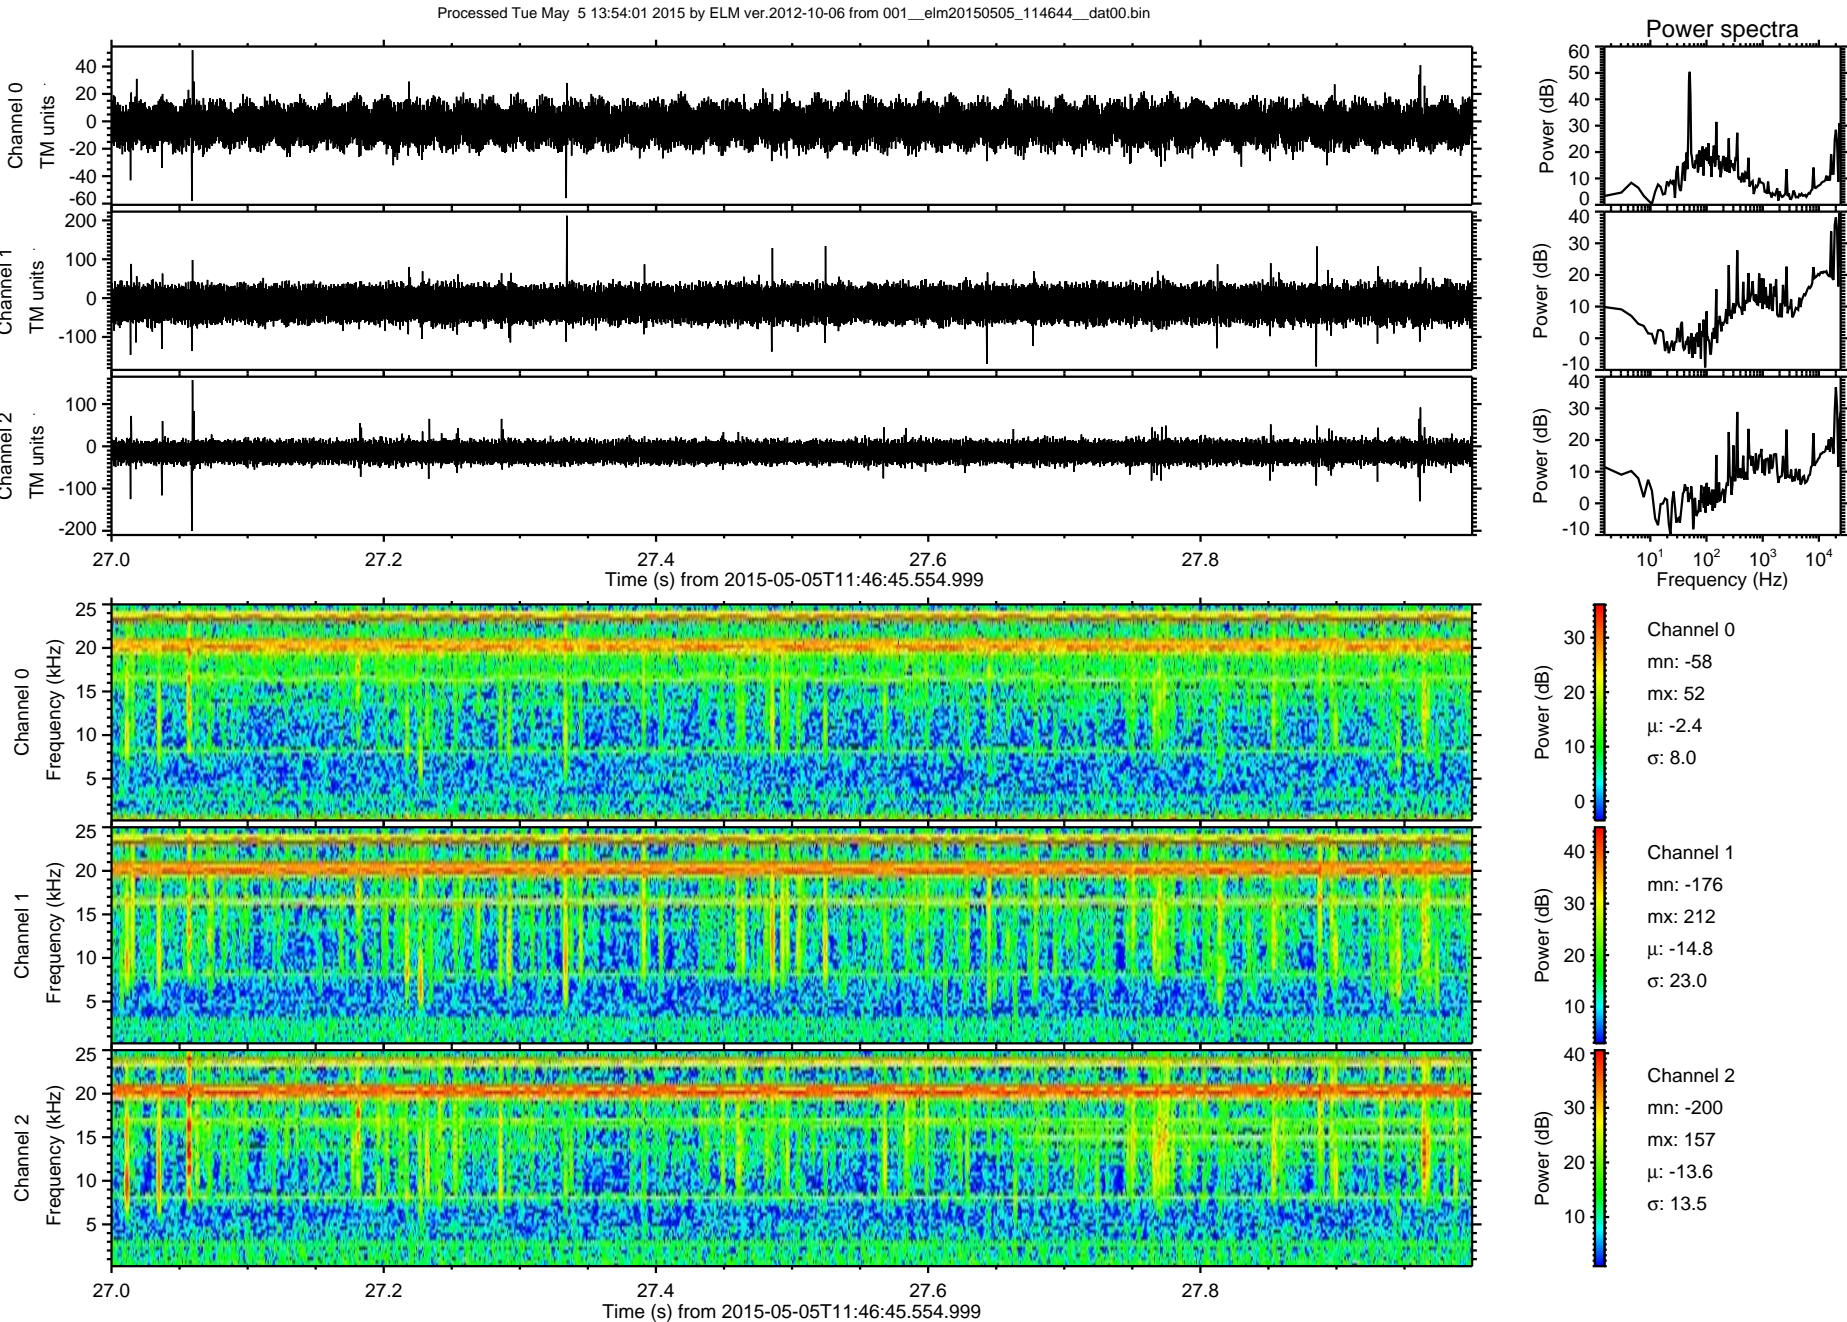 Processed Tue May  5 13:54:01 2015 by ELM ver.2012-10-06 from 001__elm20150505_114644__dat00.bin
Power spectra
Channel 0
TM units
40
20
0
-20
-40
-60
Power (dB)
60
50
40
30
20
10
0
Channel 1
TM units
200
100
0
-100
Power (dB)
40
30
20
10
0
-10
Channel 2
TM units
100
0
-100
-200
Power (dB)
40
30
20
10
0
-10
27.0 27.2 27.4 27.6 27.8
Time (s) from 2015-05-05T11:46:45.554.999
10¹ 10² 10³ 10⁴
Frequency (Hz)
Channel 0
Frequency (kHz)
25
20
15
10
5
Power (dB)
30
20
10
0
Channel 0
mn: -58
mx: 52
μ: -2.4
σ: 8.0
Channel 1
Frequency (kHz)
25
20
15
10
5
Power (dB)
40
30
20
10
Channel 1
mn: -176
mx: 212
μ: -14.8
σ: 23.0
Channel 2
Frequency (kHz)
25
20
15
10
5
Power (dB)
40
30
20
10
Channel 2
mn: -200
mx: 157
μ: -13.6
σ: 13.5
27.0 27.2 27.4 27.6 27.8
Time (s) from 2015-05-05T11:46:45.554.999